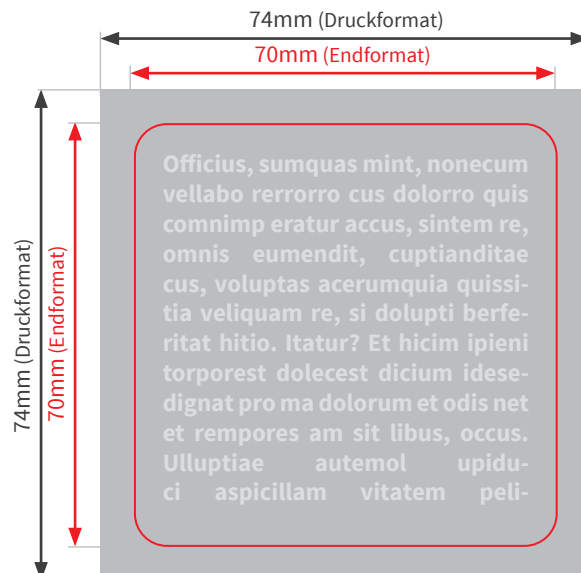 74mm (Druckformat)
70mm (Endformat)
74mm (Druckformat)
70mm (Endformat)
Officius, sumquas mint, nonecum
vellabo rerrorro cus dolorro quis
comnimp eratur accus, sintem re,
omnis eumendit, cuptianditae
cus, voluptas acerumquia quissi-
tia veliquam re, si dolupti berfe-
ritat hitio. Itatur? Et hicim ipieni
torporest dolecest dicium idese-
dignat pro ma dolorum et odis net
et rempores am sit libus, occus.
Ulluptiae autemol upidu-
ci aspicillam vitatem peli-